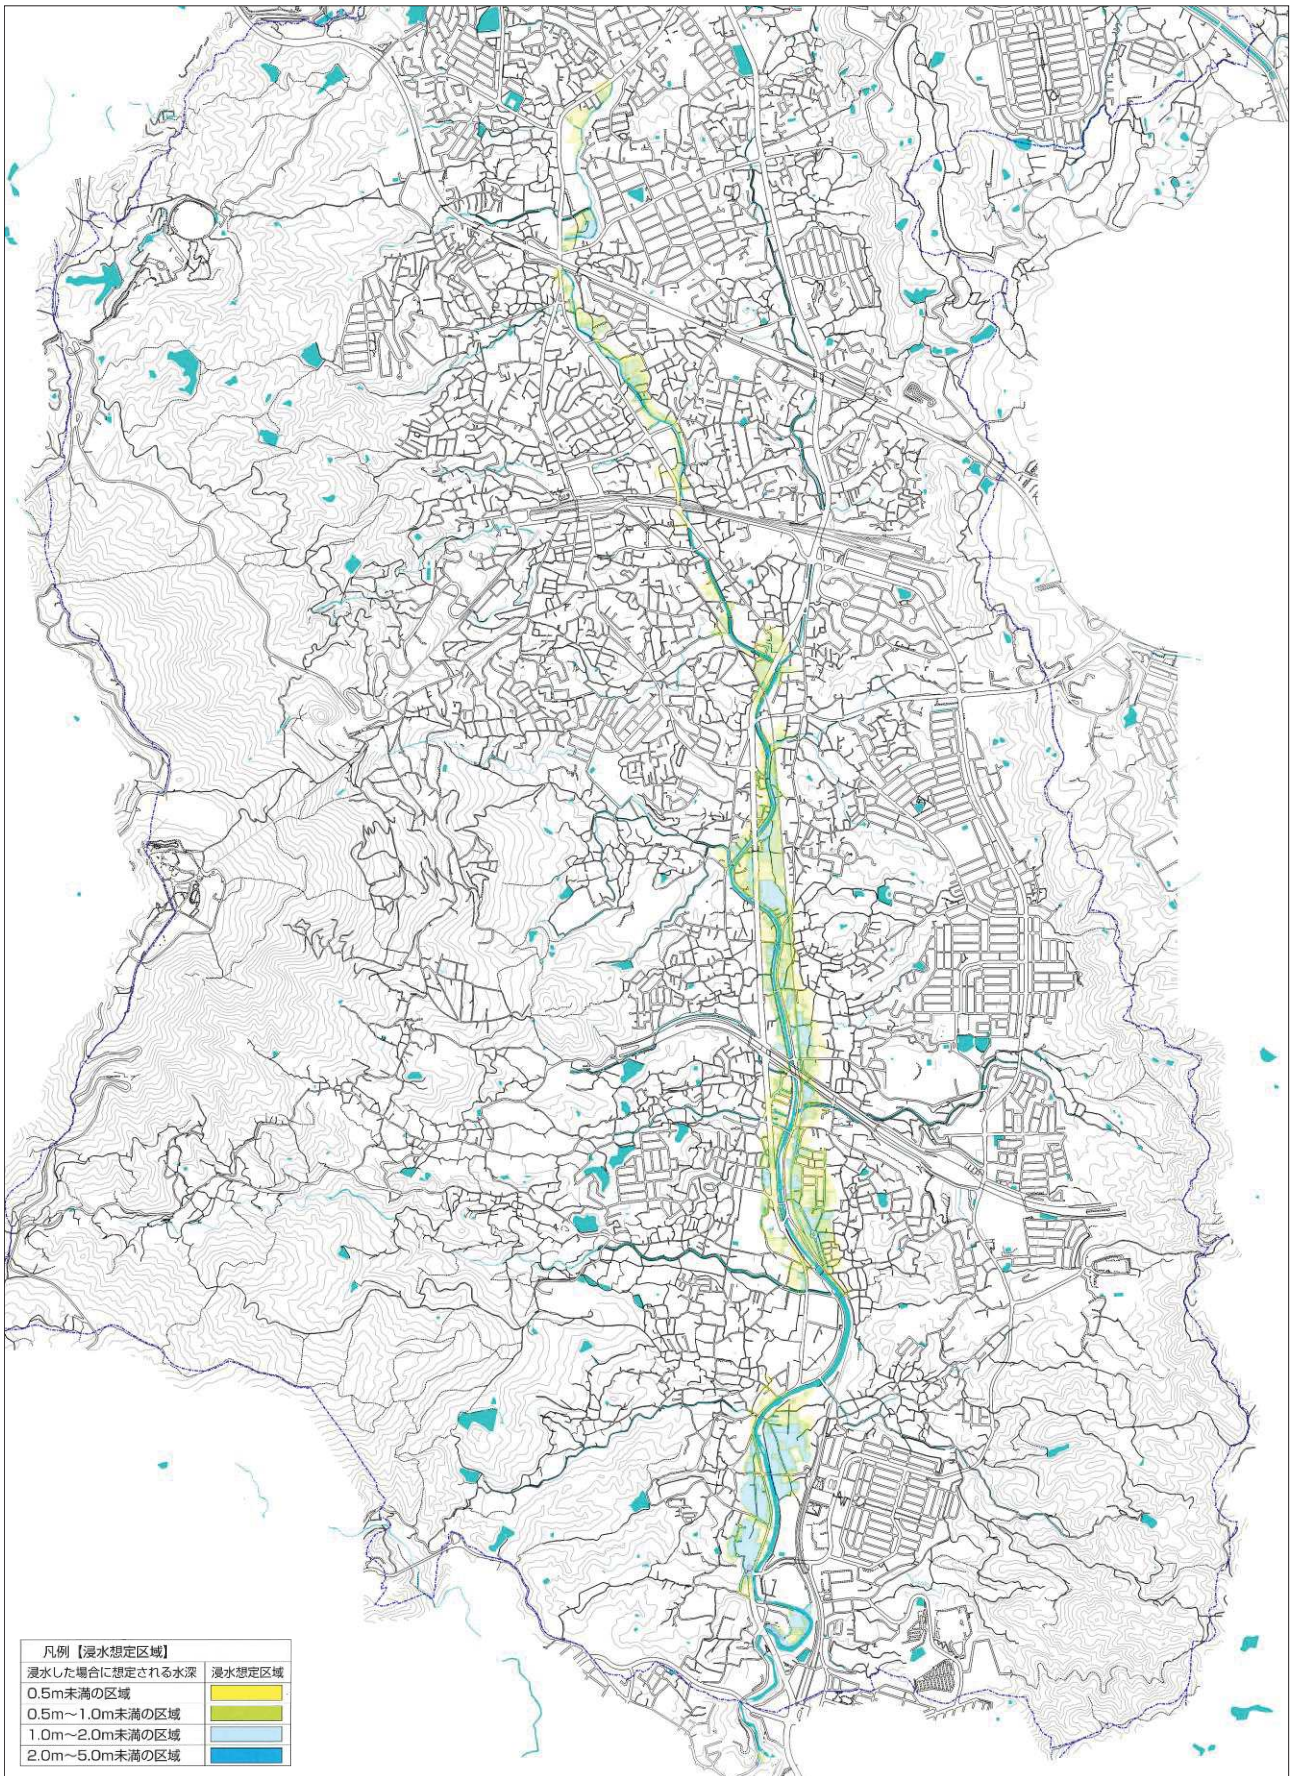 凡例【浸水想定区域】
浸水した場合に想定される水深 浸水想定区域
0.5m未満の区域
0.5m～1.0m未満の区域
1.0m～2.0m未満の区域
2.0m～5.0m未満の区域